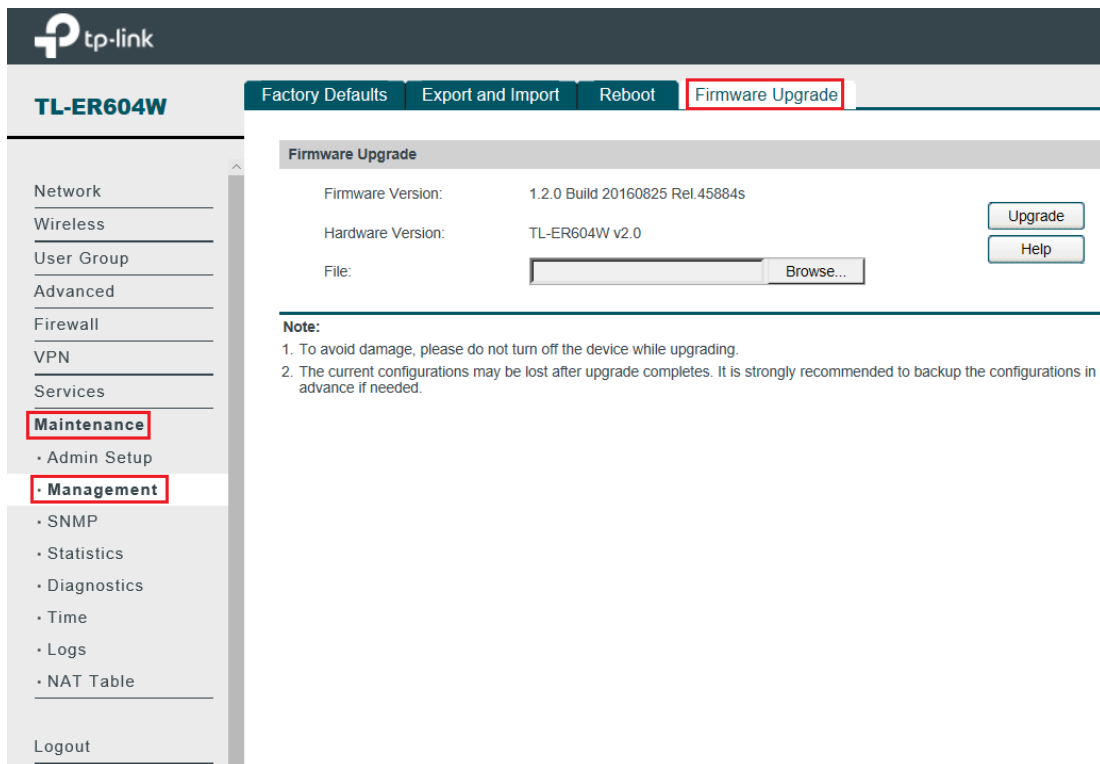 tp-link
TL-ER604W
Factory Defaults Export and Import Reboot Firmware Upgrade
Firmware Upgrade
Firmware Version: 1.2.0 Build 20160825 Rel.45884s
Upgrade
Hardware Version: TL-ER604W v2.0
Help
File: Browse...
Note:
1. To avoid damage, please do not turn off the device while upgrading.
2. The current configurations may be lost after upgrade completes. It is strongly recommended to backup the configurations in
advance if needed.
Network
Wireless
User Group
Advanced
Firewall
VPN
Services
Maintenance
· Admin Setup
· Management
· SNMP
· Statistics
· Diagnostics
· Time
· Logs
· NAT Table
Logout